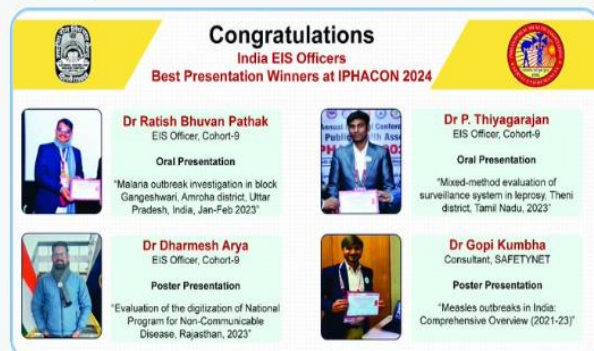 Congratulations
India EIS Officers
Best Presentation Winners at IPHACON 2024
Dr Ratish Bhuvan Pathak
EIS Officer, Cohort-9
Oral Presentation
"Malaria outbreak investigation in block
Gangeshwari, Amroha district, Uttar
Pradesh, India, Jan-Feb 2023"
Dr P. Thiyagarajan
EIS Officer, Cohort-9
Oral Presentation
"Mixed-method evaluation of
surveillance system in leprosy, Theni
district, Tamil Nadu, 2023"
Dr Dharmesh Arya
EIS Officer, Cohort-9
Poster Presentation
"Evaluation of the digitization of National
Program for Non-Communicable
Disease, Rajasthan, 2023"
Dr Gopi Kumbha
Consultant, SAFETYNET
Poster Presentation
"Measles outbreaks in India:
Comprehensive Overview (2021-23)"